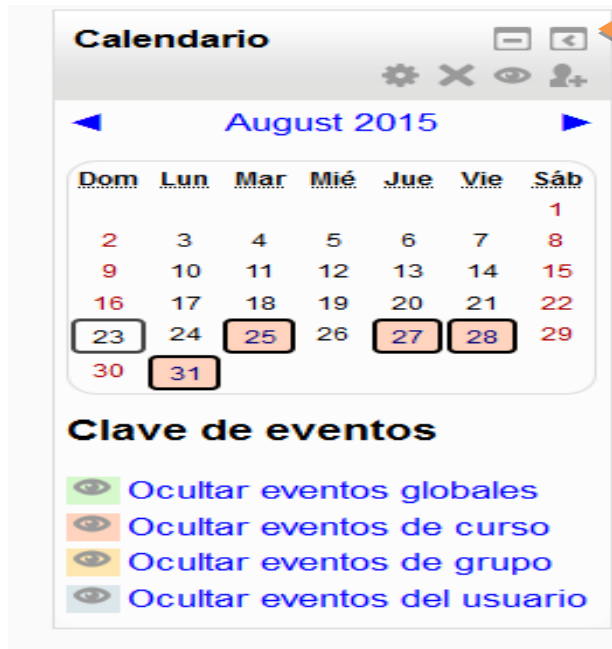 Calendario
August 2015
Dom Lun Mar Mié Jue Vie Sáb
1
2 3 4 5 6 7 8
9 10 11 12 13 14 15
16 17 18 19 20 21 22
23 24 25 26 27 28 29
30 31
Clave de eventos
Ocultar eventos globales
Ocultar eventos de curso
Ocultar eventos de grupo
Ocultar eventos del usuario